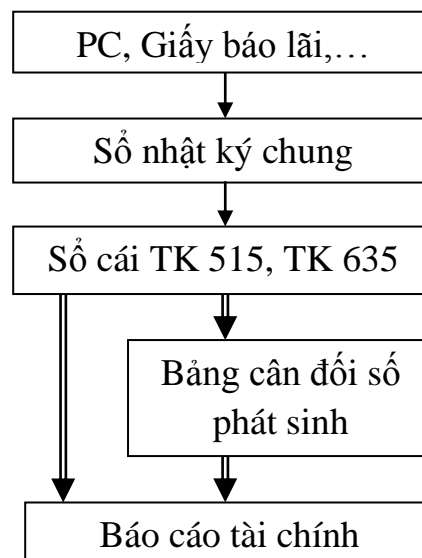 PC, Giấy báo lãi,…
Sổ nhật ký chung
Sổ cái TK 515, TK 635
Bảng cân đối số
phát sinh
Báo cáo tài chính